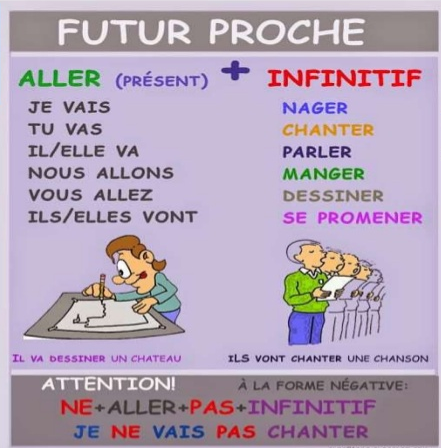 FUTUR PROCHE
ALLER (PRÉSENT) + INFINITIF
JE VAIS NAGER
TU VAS CHANTER
IL/ELLE VA PARLER
NOUS ALLONS MANGER
VOUS ALLEZ DESSINER
ILS/ELLES VONT SE PROMENER
IL VA DESSINER UN CHATEAU ILS VONT CHANTER UNE CHANSON
ATTENTION! À LA FORME NÉGATIVE:
NE+ALLER+PAS+INFINITIF
JE NE VAIS PAS CHANTER